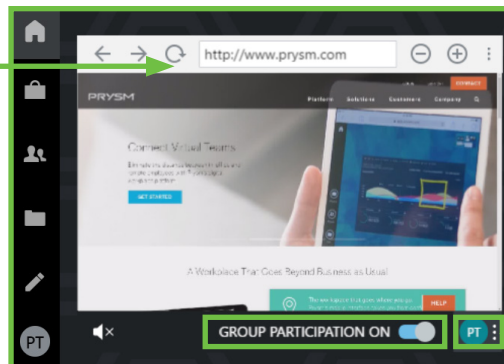 http://www.prysm.com
CONTACT
PRYSM
Platform Solutions Customers Company
Connect Visual Teams
GET STARTED
A Workplace That Goes Beyond Business as Usual
HELP
GROUP PARTICIPATION ON
PT
PT